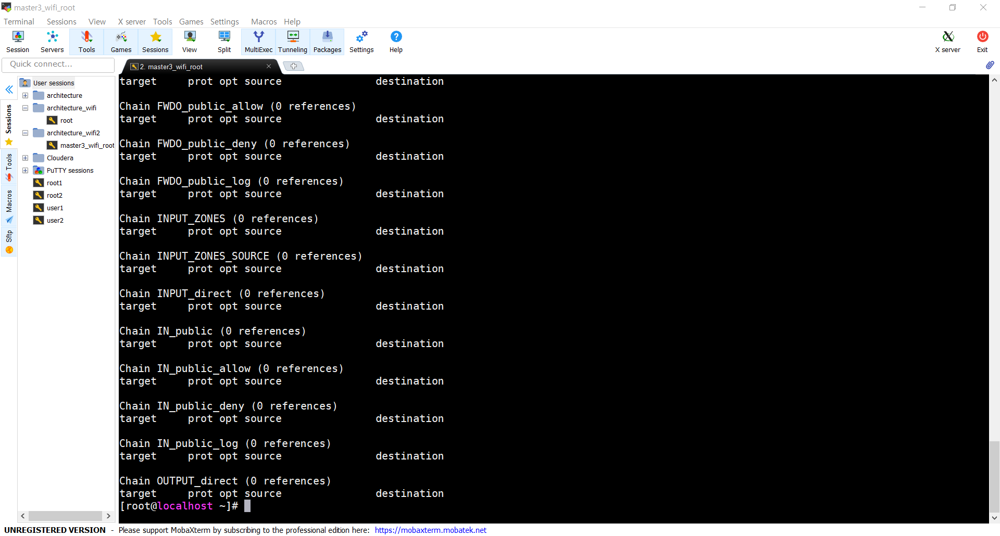 master3_wifi_root
Terminal Sessions View X server Tools Games Settings Macros Help
Session Servers Tools Games Sessions View Split MultiExec Tunneling Packages Settings Help X server Exit
Quick connect...
2. master3_wifi_root
Sessions
Tools
Macros
Sftp
User sessions
architecture
architecture_wifi
root
architecture_wifi2
master3_wifi_root
Cloudera
PuTTY sessions
root1
root2
user1
user2
target     prot opt source               destination
Chain FWDO_public_allow (0 references)
target     prot opt source               destination
Chain FWDO_public_deny (0 references)
target     prot opt source               destination
Chain FWDO_public_log (0 references)
target     prot opt source               destination
Chain INPUT_ZONES (0 references)
target     prot opt source               destination
Chain INPUT_ZONES_SOURCE (0 references)
target     prot opt source               destination
Chain INPUT_direct (0 references)
target     prot opt source               destination
Chain IN_public (0 references)
target     prot opt source               destination
Chain IN_public_allow (0 references)
target     prot opt source               destination
Chain IN_public_deny (0 references)
target     prot opt source               destination
Chain IN_public_log (0 references)
target     prot opt source               destination
Chain OUTPUT_direct (0 references)
target     prot opt source               destination
[root@localhost ~]#
UNREGISTERED VERSION - Please support MobaXterm by subscribing to the professional edition here: https://mobaxterm.mobatek.net